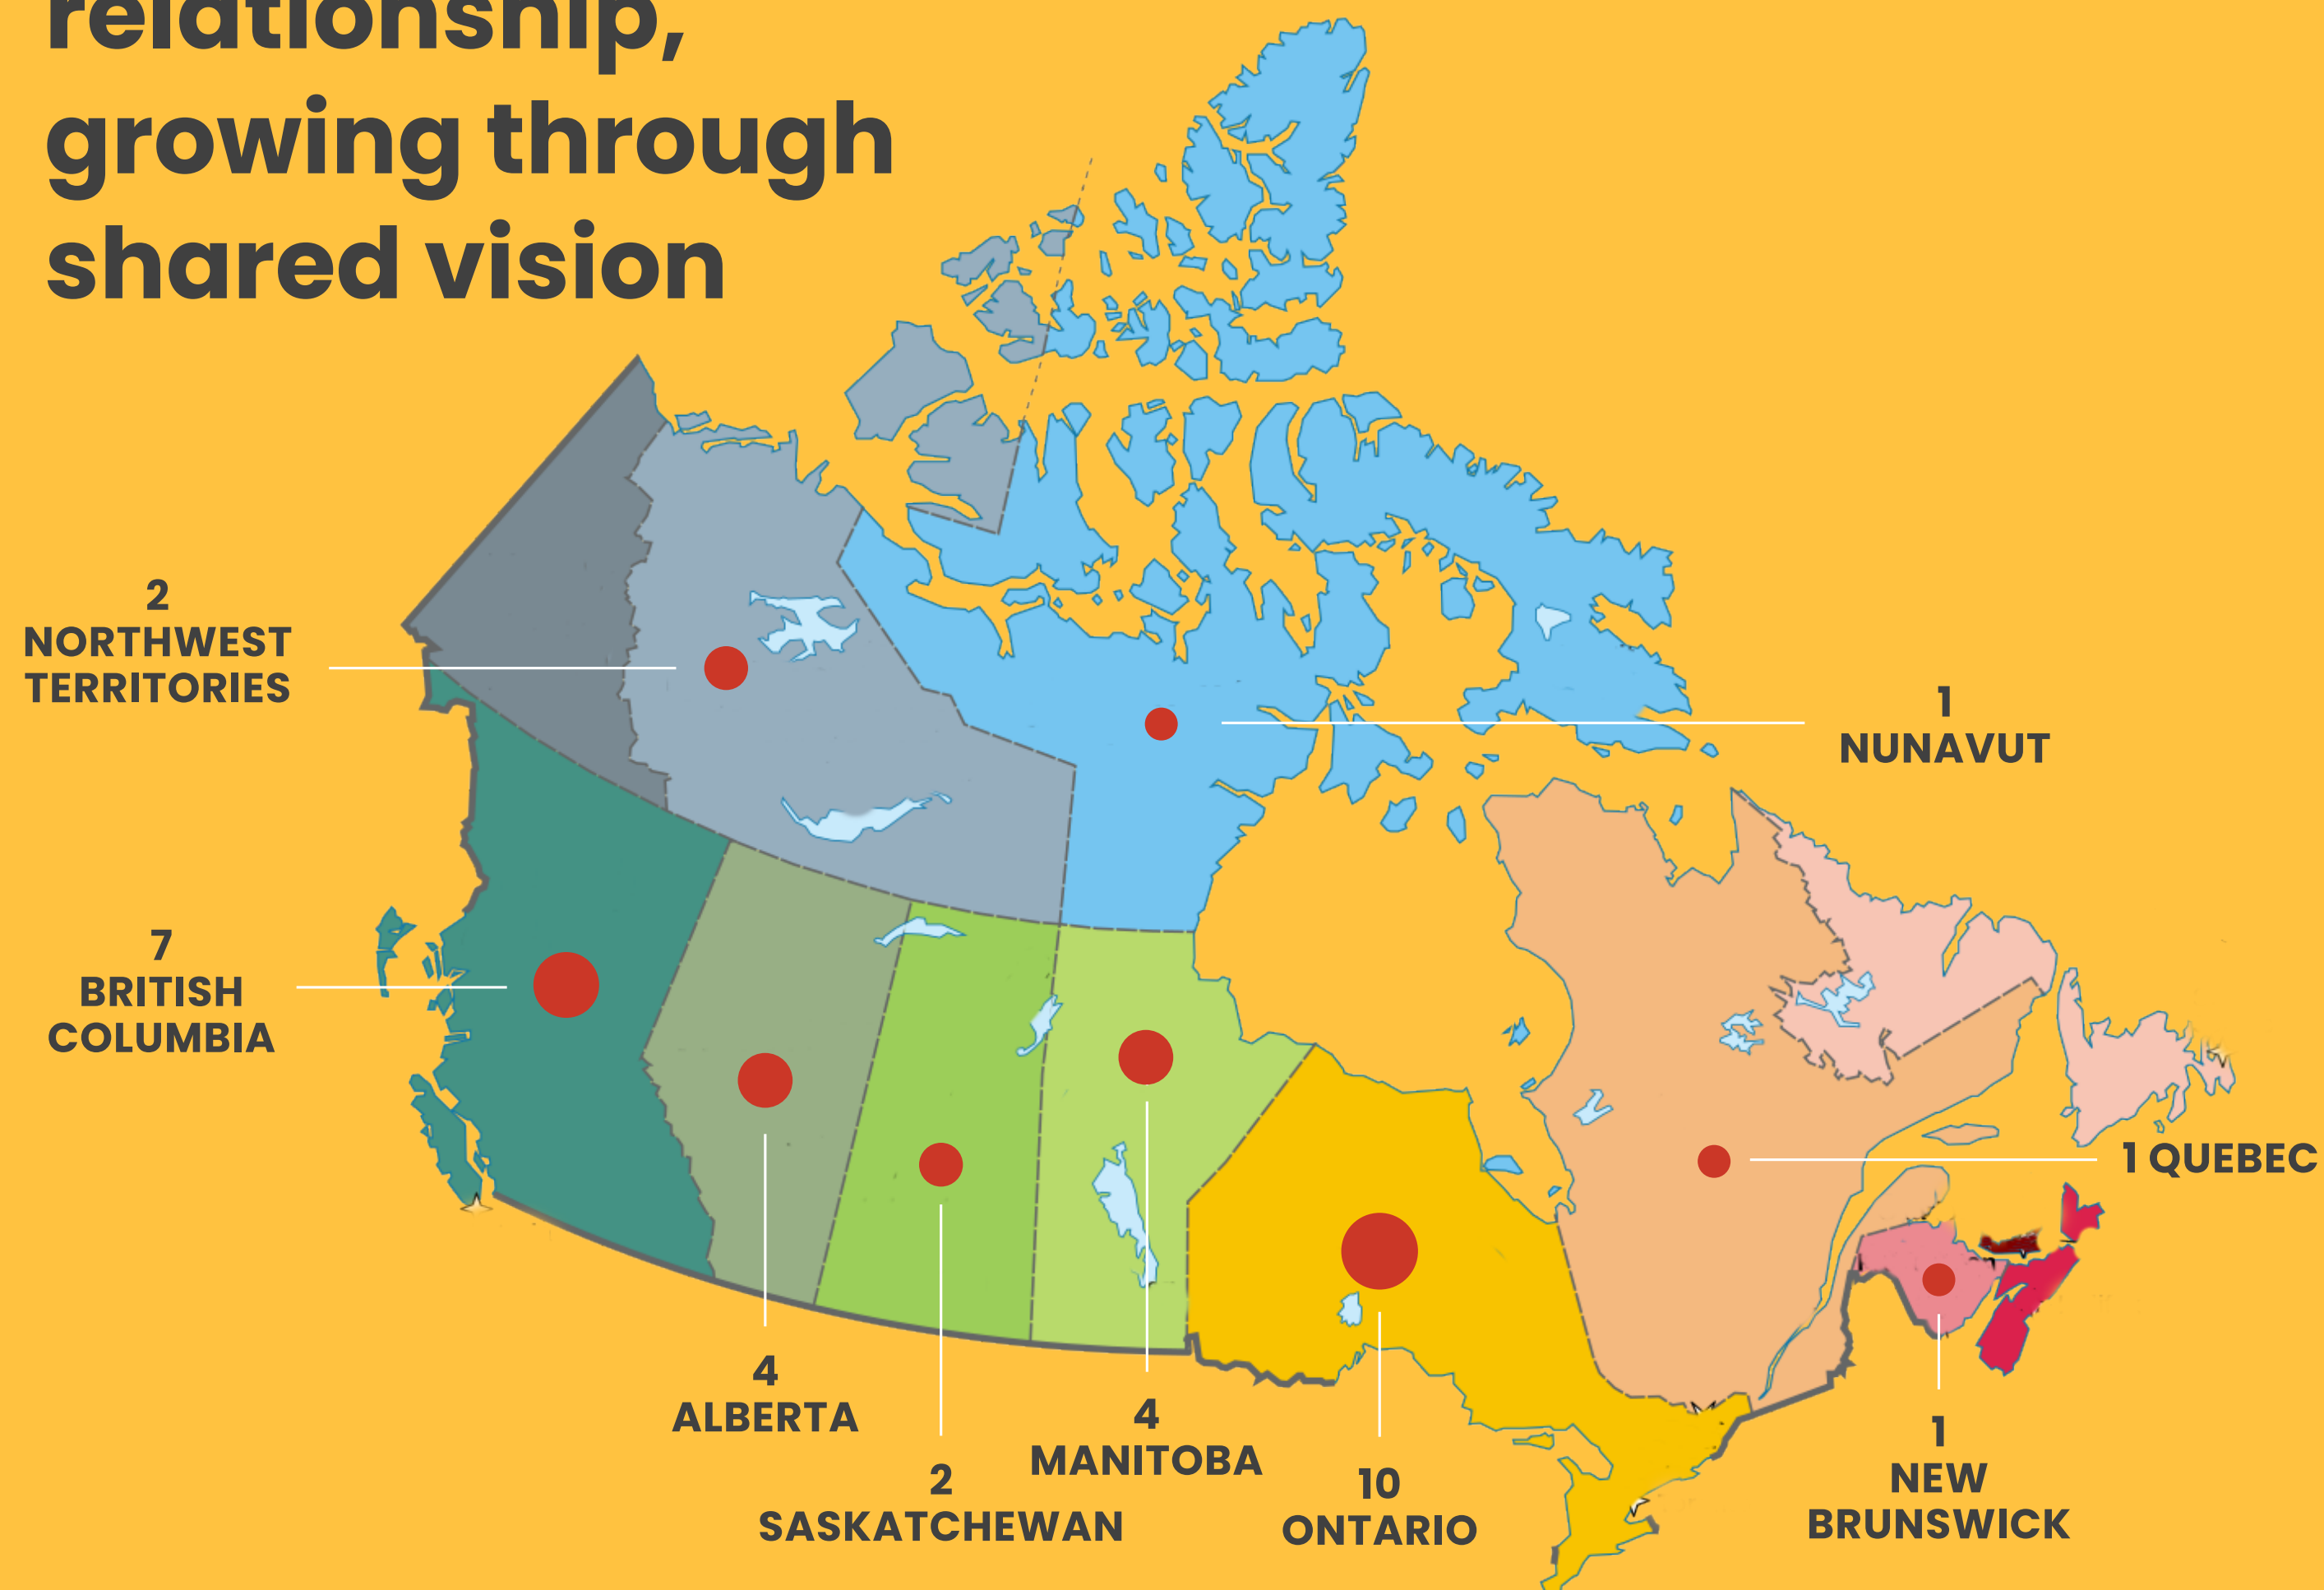 relationship,
growing through
shared vision
2
NORTHWEST
TERRITORIES
1
NUNAVUT
7
BRITISH
COLUMBIA
1 QUEBEC
4
ALBERTA
4
MANITOBA
2
SASKATCHEWAN
10
ONTARIO
1
NEW
BRUNSWICK